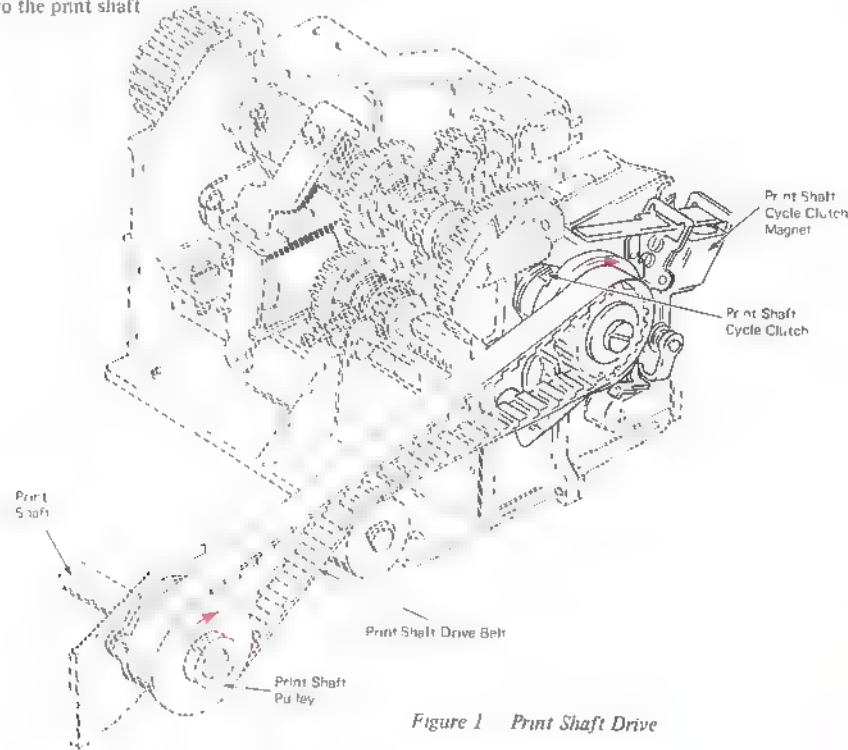 to the print shaft
Print Shaft
Cycle Clutch
Magnet
Print Shaft
Cycle Clutch
Print
Shaft
Print Shaft Drive Belt
Print Shaft
Pulley
Figure 1 Print Shaft Drive